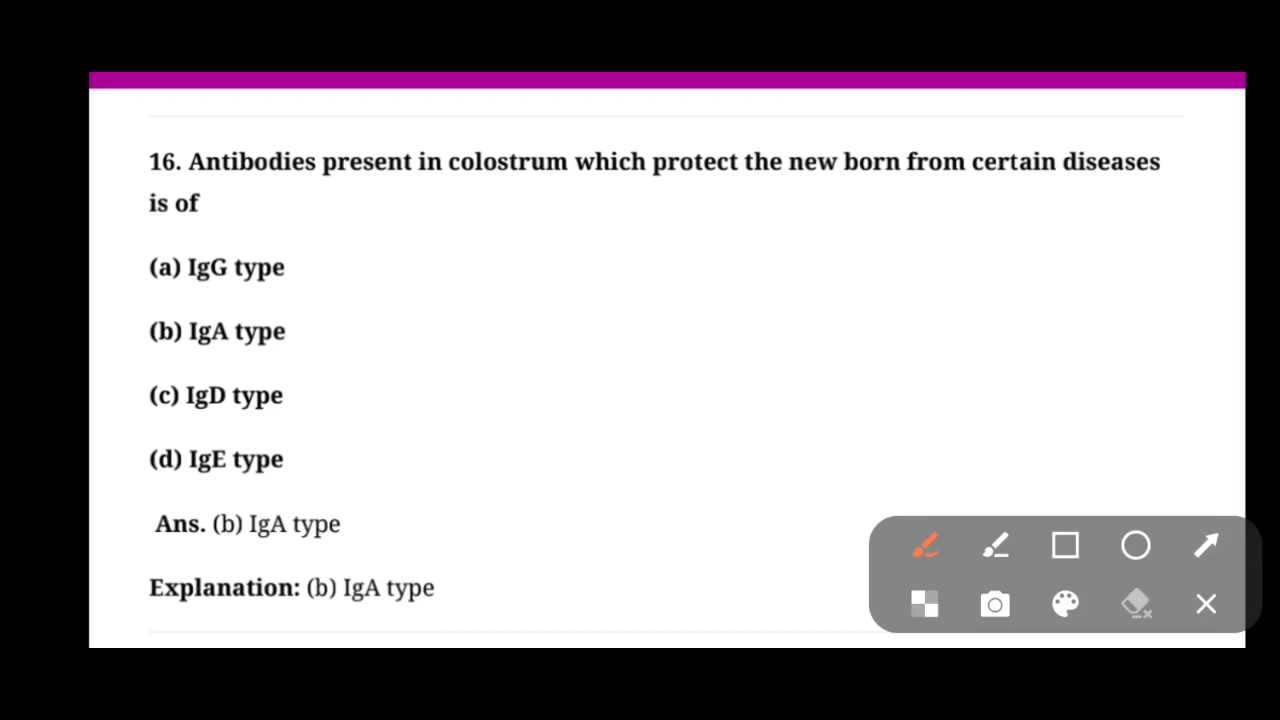 16. Antibodies present in colostrum which protect the new born from certain diseases
is of
(a) IgG type
(b) IgA type
(c) IgD type
(d) IgE type
Ans. (b) IgA type
Explanation: (b) IgA type